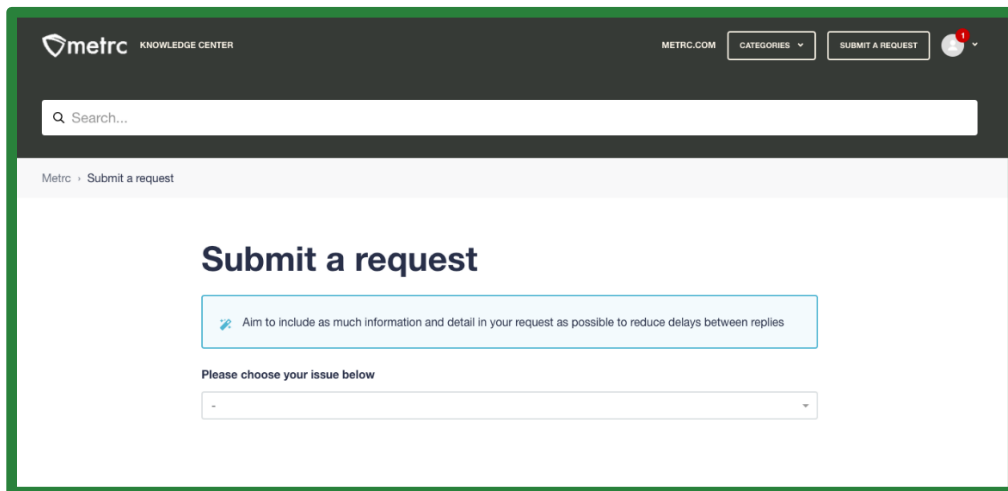 metrc KNOWLEDGE CENTER METRC.COM CATEGORIES SUBMIT A REQUEST 1
Search...
Metrc › Submit a request
Submit a request
Aim to include as much information and detail in your request as possible to reduce delays between replies
Please choose your issue below
-